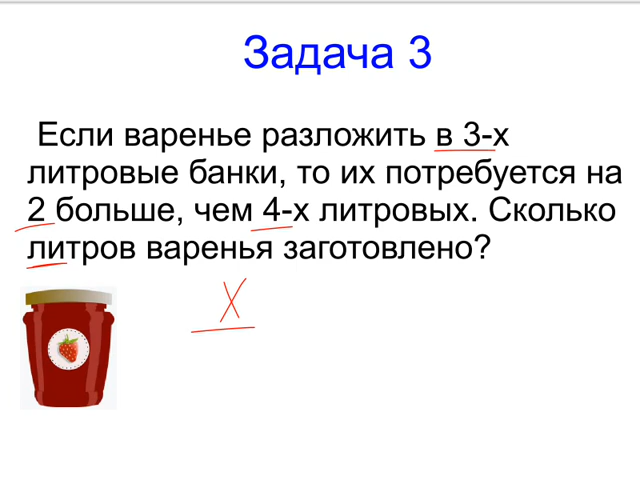 Задача 3
Если варенье разложить в 3-х
литровые банки, то их потребуется на
2 больше, чем 4-х литровых. Сколько
литров варенья заготовлено?
X